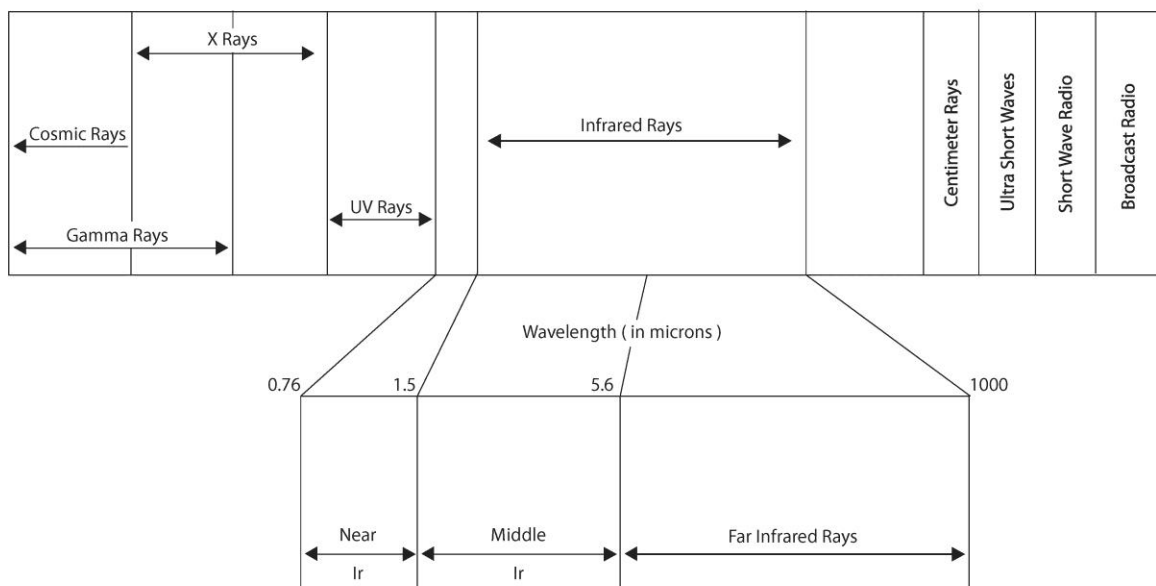 X Rays
Cosmic Rays
Infrared Rays
UV Rays
Gamma Rays
Centimeter Rays
Ultra Short Waves
Short Wave Radio
Broadcast Radio
Wavelength ( in microns )
0.76
1.5
5.6
1000
Near
Ir
Middle
Ir
Far Infrared Rays